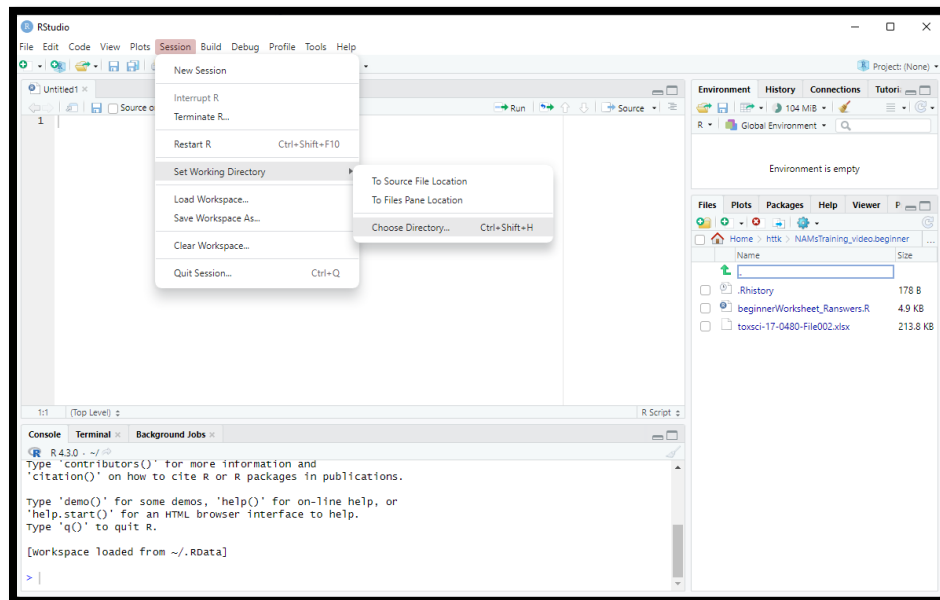 RStudio
File Edit Code View Plots Session Build Debug Profile Tools Help
Project: (None)
Untitled1
Source
Run
Source
1
New Session
Interrupt R
Terminate R...
Restart R Ctrl+Shift+F10
Set Working Directory
Load Workspace...
Save Workspace As...
Clear Workspace...
Quit Session... Ctrl+Q
To Source File Location
To Files Pane Location
Choose Directory... Ctrl+Shift+H
1:1 (Top Level) R Script
Console Terminal Background Jobs
R 4.3.0 · ~/
Type 'contributors()' for more information and
'citation()' on how to cite R or R packages in publications.
Type 'demo()' for some demos, 'help()' for on-line help, or
'help.start()' for an HTML browser interface to help.
Type 'q()' to quit R.
[Workspace loaded from ~/.RData]
>
Environment History Connections Tutori
104 MiB
R Global Environment
Environment is empty
Files Plots Packages Help Viewer P
Home > httk > NAMsTraining_video.beginner ...
Name Size
..
.Rhistory 178 B
beginnerWorksheet_Ranswers.R 4.9 KB
toxsci-17-0480-File002.xlsx 213.8 KB